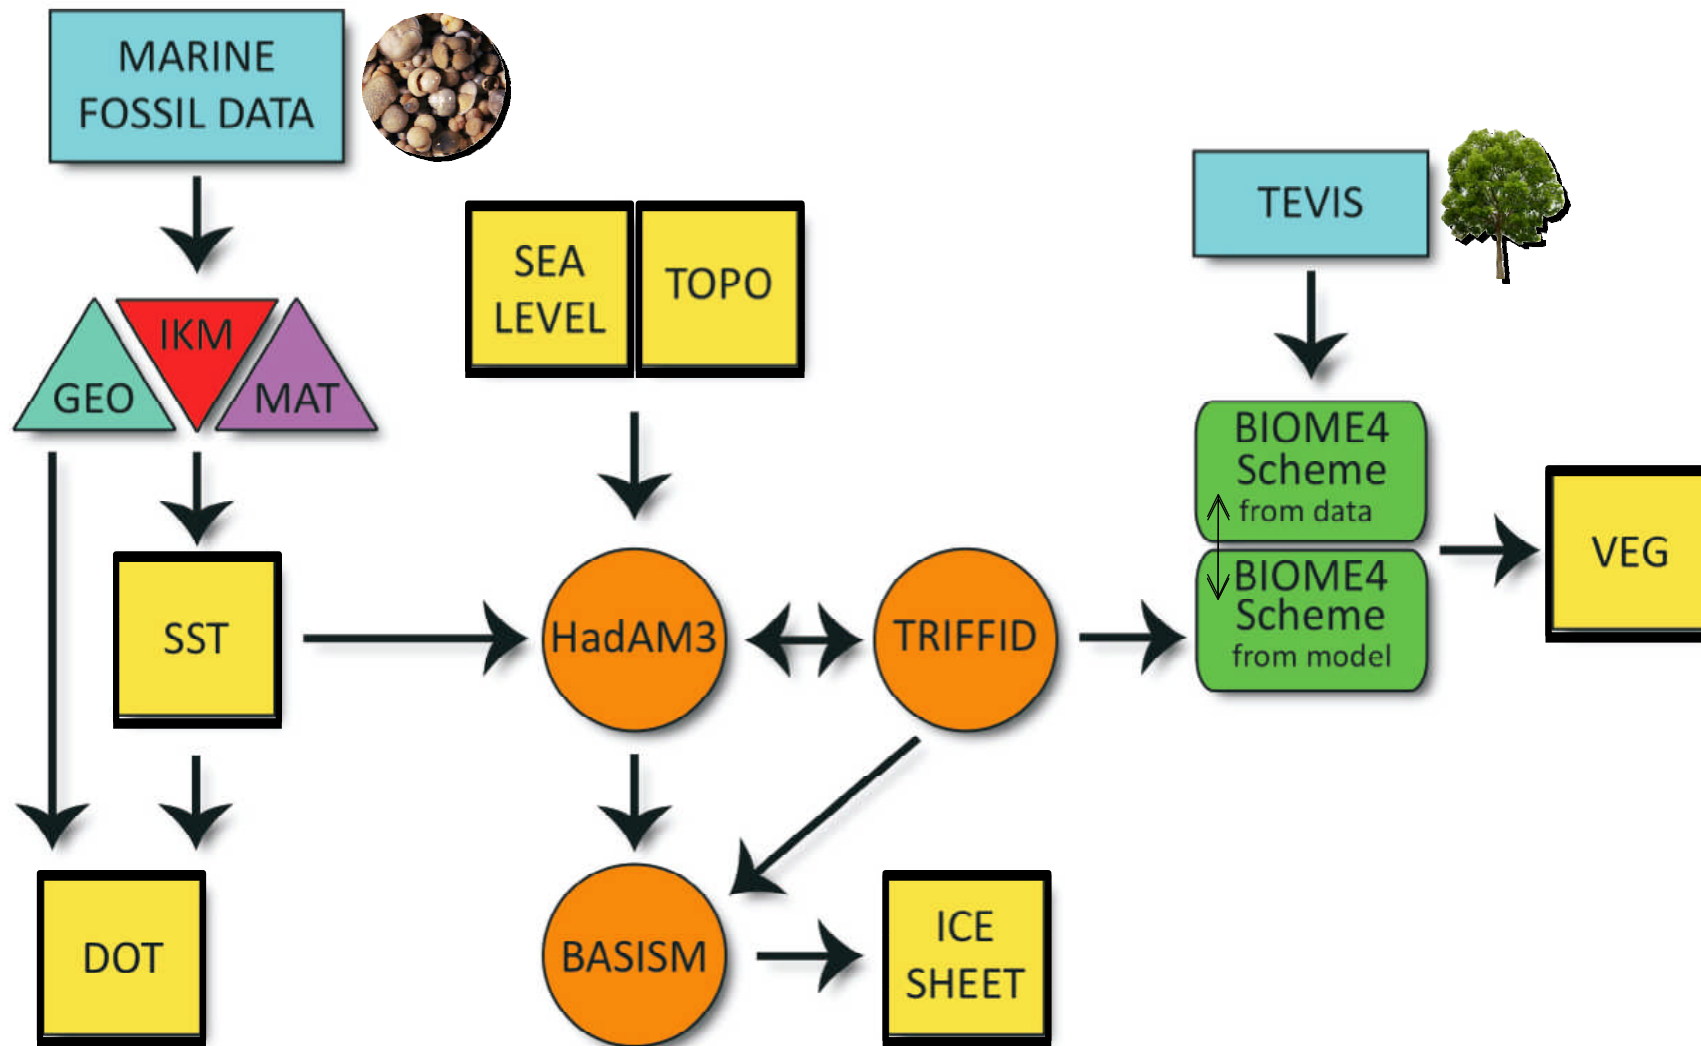 MARINE
FOSSIL DATA
TEVIS
SEA
LEVEL
TOPO
IKM
GEO
MAT
BIOME4
Scheme
from data
BIOME4
Scheme
from model
VEG
SST
HadAM3
TRIFFID
DOT
BASISM
ICE
SHEET